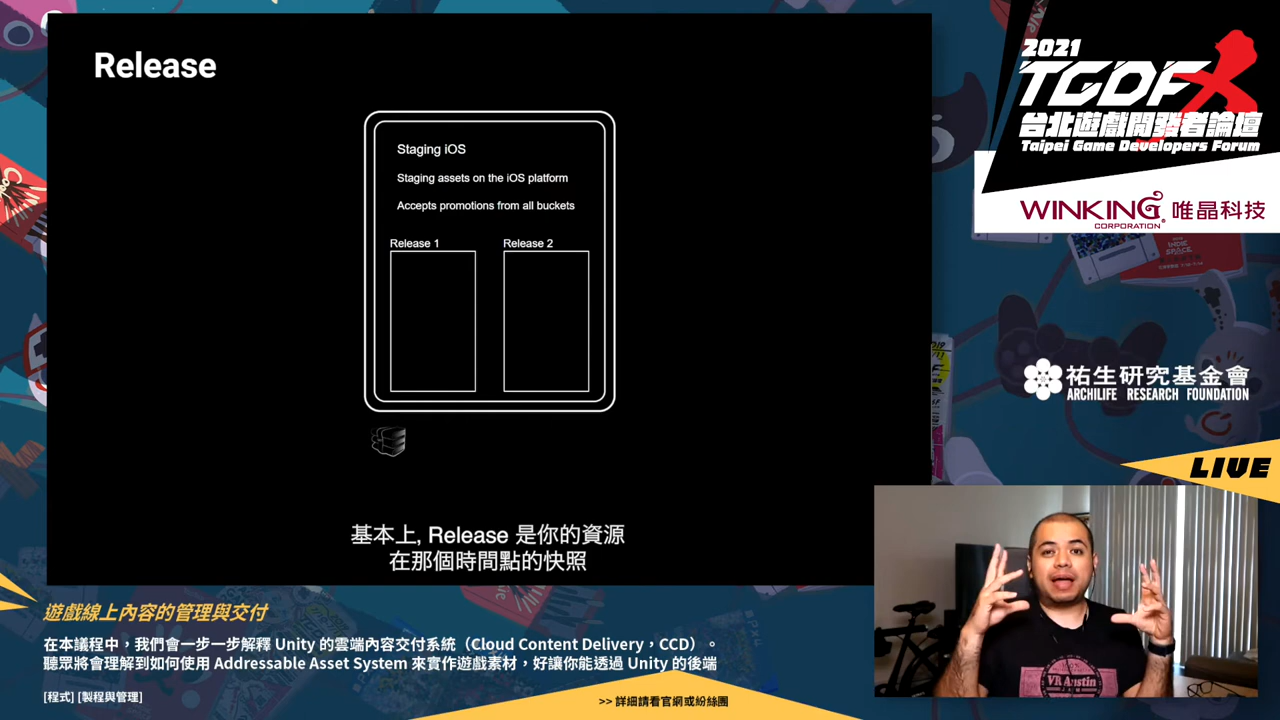 Release
Staging iOS
Staging assets on the iOS platform
Accepts promotions from all buckets
Release 1
Release 2
基本上, Release 是你的資源
在那個時間點的快照
2021
TGDF X
台北遊戲開發者論壇
Taipei Game Developers Forum
WINKING 唯晶科技
CORPORATION
祐生研究基金會
ARCHILIFE RESEARCH FOUNDATION
LIVE
VR Austin
遊戲線上內容的管理與交付
在本議程中，我們會一步一步解釋 Unity 的雲端內容交付系統（Cloud Content Delivery，CCD）。
聽眾將會理解到如何使用 Addressable Asset System 來實作遊戲素材，好讓你能透過 Unity 的後端
[程式] [製程與管理]
>> 詳細請看官網或粉絲團